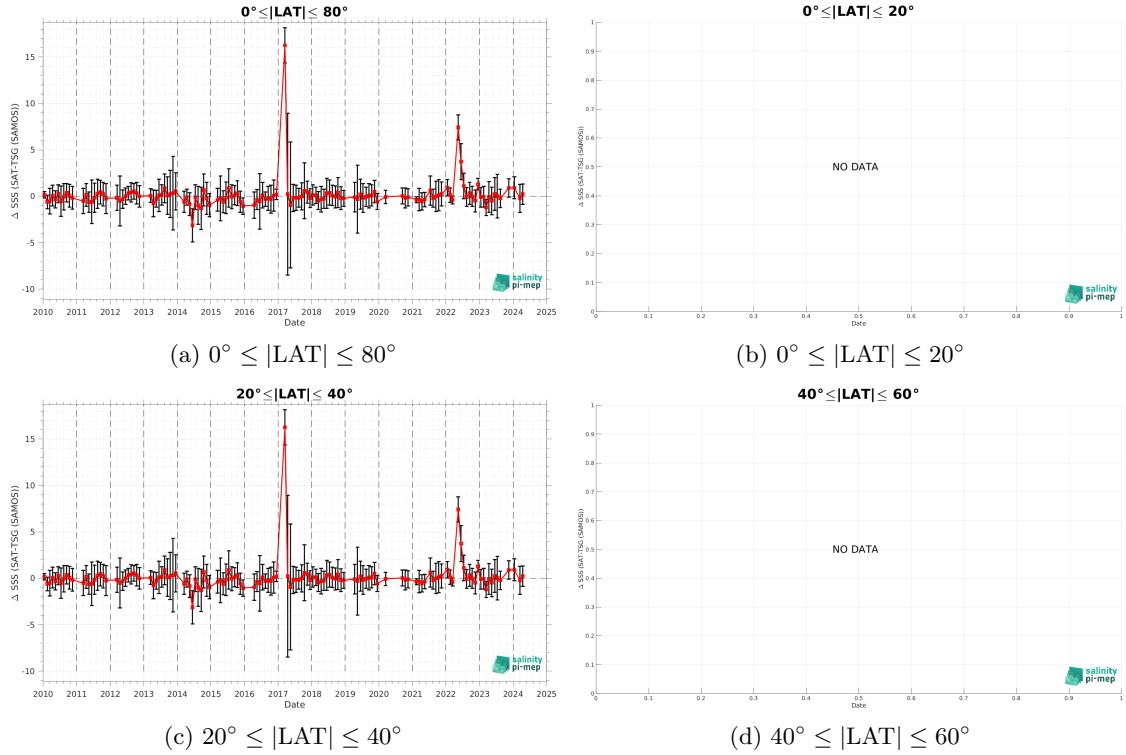 0°≤|LAT|≤ 80°
Δ SSS (SAT-TSG (SAMOS))
15
10
5
0
-5
-10
2010 2011 2012 2013 2014 2015 2016 2017 2018 2019 2020 2021 2022 2023 2024 2025
Date
salinity
pi-mep
(a) 0° ≤ |LAT| ≤ 80°
0°≤|LAT|≤ 20°
Δ SSS (SAT-TSG (SAMOS))
1
0.9
0.8
0.7
0.6
0.5
0.4
0.3
0.2
0.1
0
NO DATA
0 0.1 0.2 0.3 0.4 0.5 0.6 0.7 0.8 0.9 1
Date
salinity
pi-mep
(b) 0° ≤ |LAT| ≤ 20°
20°≤|LAT|≤ 40°
Δ SSS (SAT-TSG (SAMOS))
15
10
5
0
-5
-10
2010 2011 2012 2013 2014 2015 2016 2017 2018 2019 2020 2021 2022 2023 2024 2025
Date
salinity
pi-mep
(c) 20° ≤ |LAT| ≤ 40°
40°≤|LAT|≤ 60°
Δ SSS (SAT-TSG (SAMOS))
1
0.9
0.8
0.7
0.6
0.5
0.4
0.3
0.2
0.1
0
NO DATA
0 0.1 0.2 0.3 0.4 0.5 0.6 0.7 0.8 0.9 1
Date
salinity
pi-mep
(d) 40° ≤ |LAT| ≤ 60°